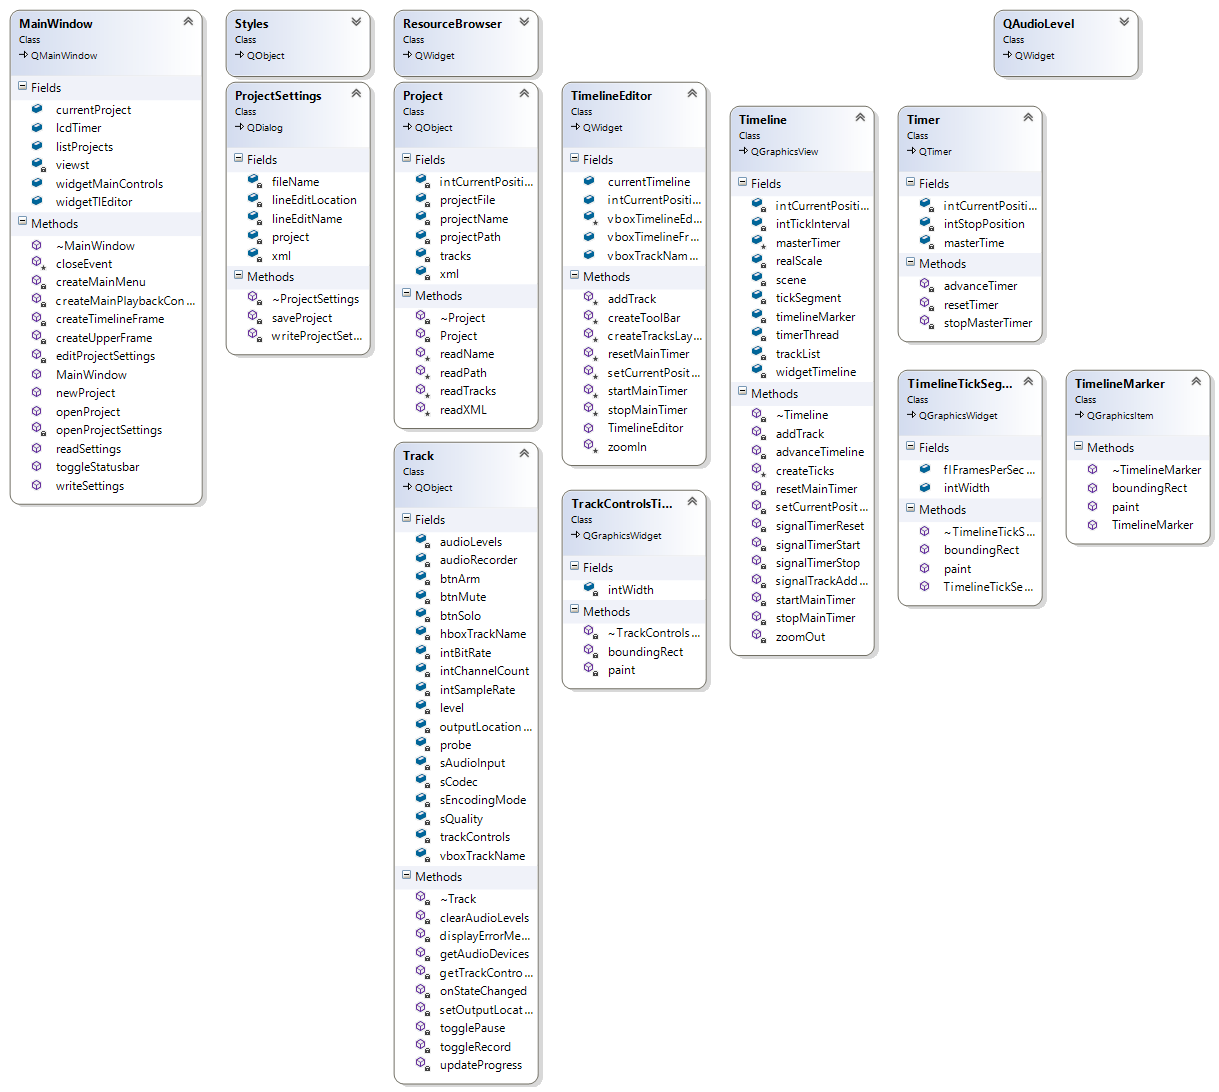 MainWindow
Class
QMainWindow
Fields
currentProject
lcdTimer
listProjects
viewst
widgetMainControls
widgetTlEditor
Methods
~MainWindow
closeEvent
createMainMenu
createMainPlaybackCon...
createTimelineFrame
createUpperFrame
editProjectSettings
MainWindow
newProject
openProject
openProjectSettings
readSettings
toggleStatusbar
writeSettings
Styles
Class
QObject
ProjectSettings
Class
QDialog
Fields
fileName
lineEditLocation
lineEditName
project
xml
Methods
~ProjectSettings
saveProject
writeProjectSet...
ResourceBrowser
Class
QWidget
Project
Class
QObject
Fields
intCurrentPositi...
projectFile
projectName
projectPath
tracks
xml
Methods
~Project
Project
readName
readPath
readTracks
readXML
Track
Class
QObject
Fields
audioLevels
audioRecorder
btnArm
btnMute
btnSolo
hboxTrackName
intBitRate
intChannelCount
intSampleRate
level
outputLocation...
probe
sAudioInput
sCodec
sEncodingMode
sQuality
trackControls
vboxTrackName
Methods
~Track
clearAudioLevels
displayErrorMe...
getAudioDevices
getTrackContro...
onStateChanged
setOutputLocat...
togglePause
toggleRecord
updateProgress
TimelineEditor
Class
QWidget
Fields
currentTimeline
intCurrentPositi...
vboxTimelineEd...
vboxTimelineFr...
vboxTrackNam...
Methods
addTrack
createToolBar
createTracksLay...
resetMainTimer
setCurrentPosit...
startMainTimer
stopMainTimer
TimelineEditor
zoomIn
TrackControlsTi...
Class
QGraphicsWidget
Fields
intWidth
Methods
~TrackControls...
boundingRect
paint
Timeline
Class
QGraphicsView
Fields
intCurrentPositi...
intTickInterval
masterTimer
realScale
scene
tickSegment
timelineMarker
timerThread
trackList
widgetTimeline
Methods
~Timeline
addTrack
advanceTimeline
createTicks
resetMainTimer
setCurrentPosit...
signalTimerReset
signalTimerStart
signalTimerStop
signalTrackAdd...
startMainTimer
stopMainTimer
zoomOut
Timer
Class
QTimer
Fields
intCurrentPositi...
intStopPosition
masterTime
Methods
advanceTimer
resetTimer
stopMasterTimer
TimelineTickSeg...
Class
QGraphicsWidget
Fields
flFramesPerSec...
intWidth
Methods
~TimelineTickS...
boundingRect
paint
TimelineTickSe...
QAudioLevel
Class
QWidget
TimelineMarker
Class
QGraphicsItem
Methods
~TimelineMarker
boundingRect
paint
TimelineMarker